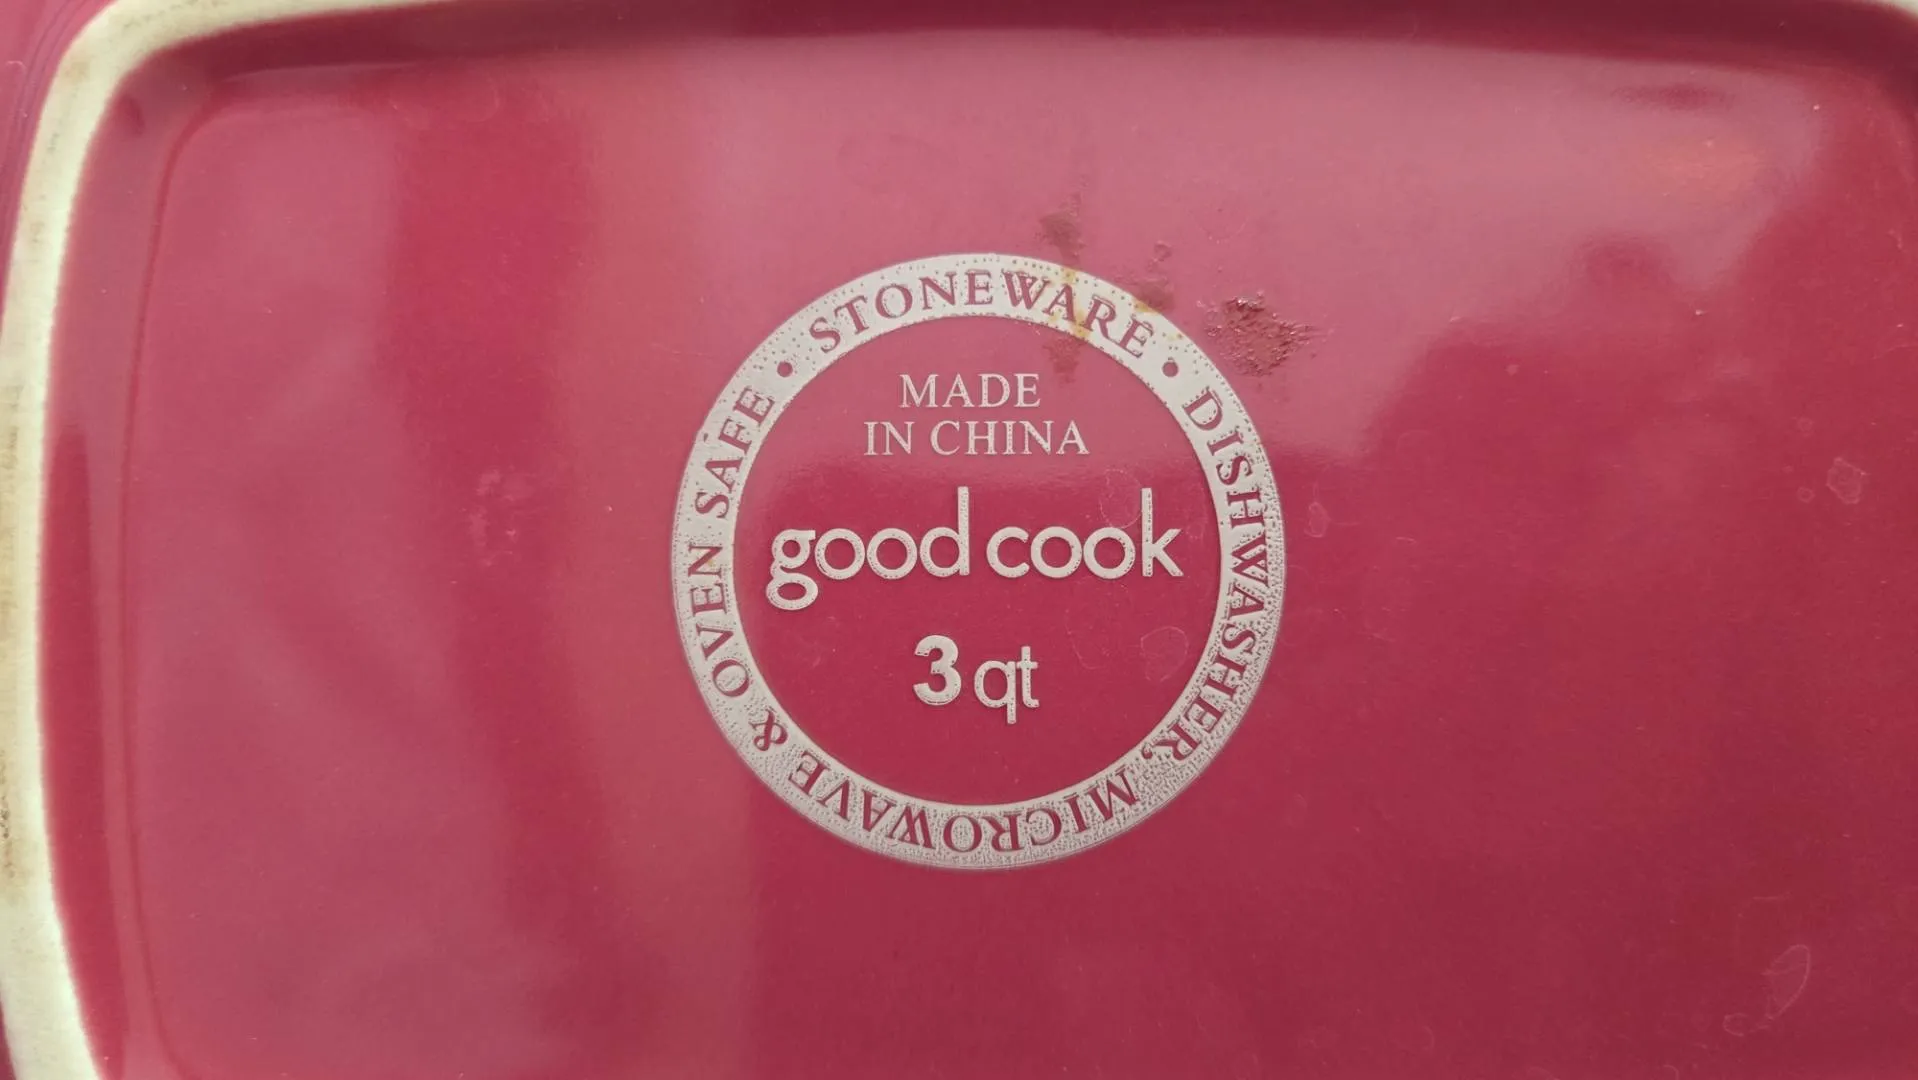 • STONEWARE • DISHWASHER, MICROWAVE & OVEN SAFE
MADE
IN CHINA
good cook
3 qt